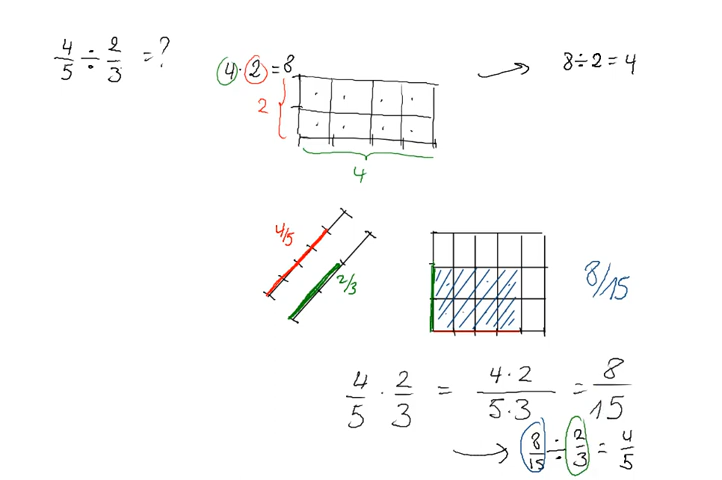 4/5 ÷ 2/3 = ?
4 · 2 = 8
8 ÷ 2 = 4
2
4
4/5
2/3
8/15
4/5 · 2/3 = 4·2/5·3 = 8/15
8/15 ÷ 2/3 = 4/5